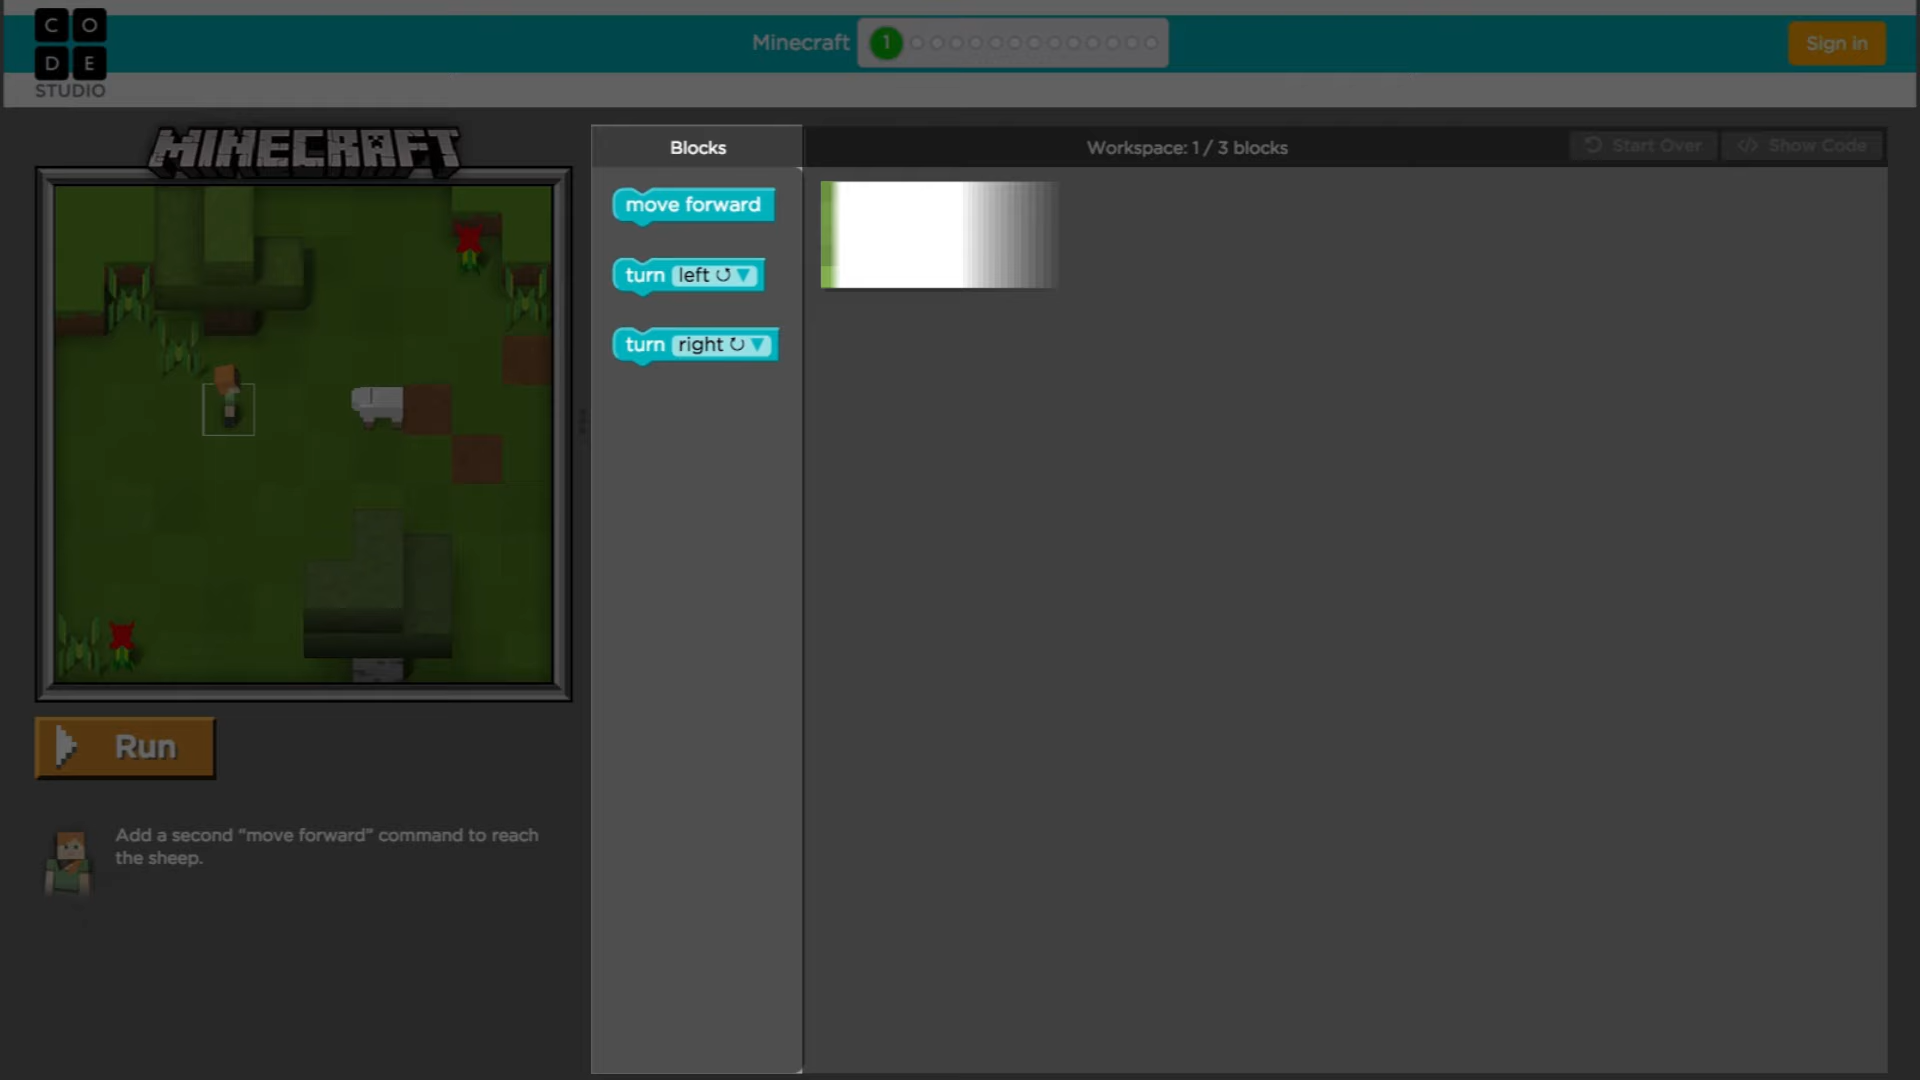 C O
D E
STUDIO
Minecraft
1
Sign in
MINECRAFT
Blocks
Workspace: 1 / 3 blocks
Start Over
</> Show Code
move forward
turn left
turn right
Run
Add a second “move forward” command to reach
the sheep.